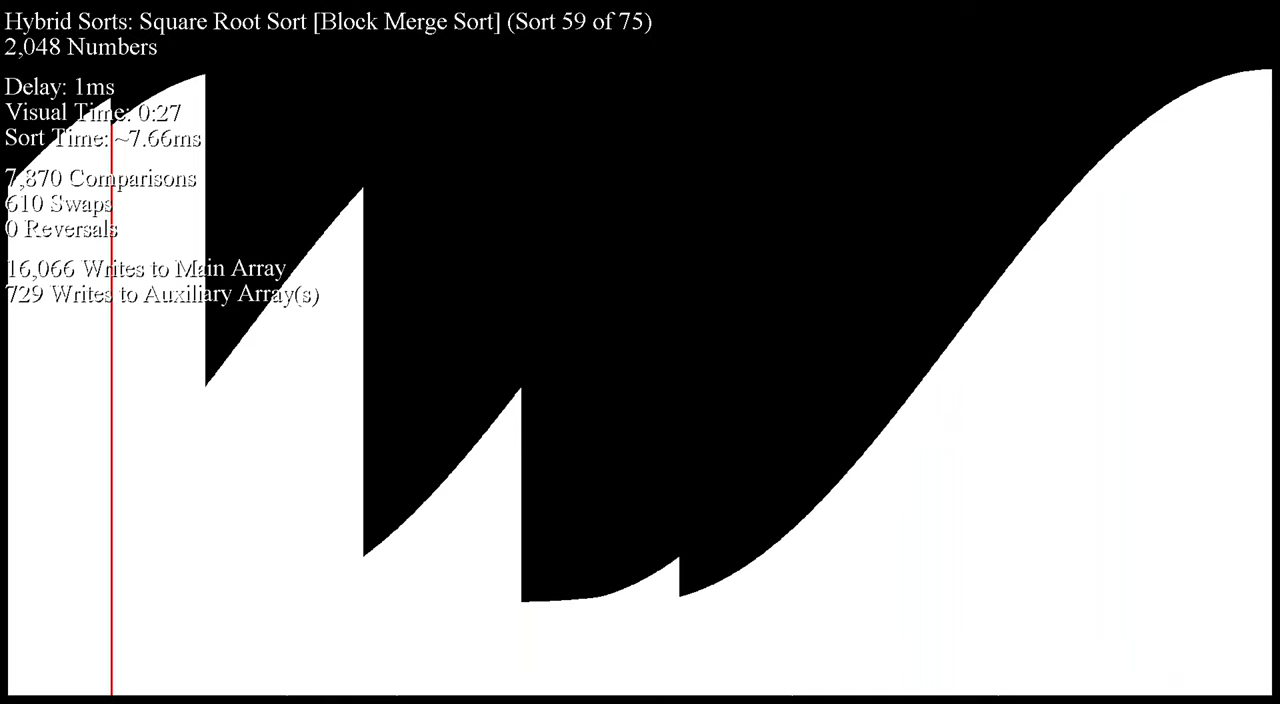 Hybrid Sorts: Square Root Sort [Block Merge Sort] (Sort 59 of 75)
2,048 Numbers
Delay: 1ms
Visual Time: 0:27
Sort Time: ~7.66ms
7,870 Comparisons
610 Swaps
0 Reversals
16,066 Writes to Main Array
729 Writes to Auxiliary Array(s)